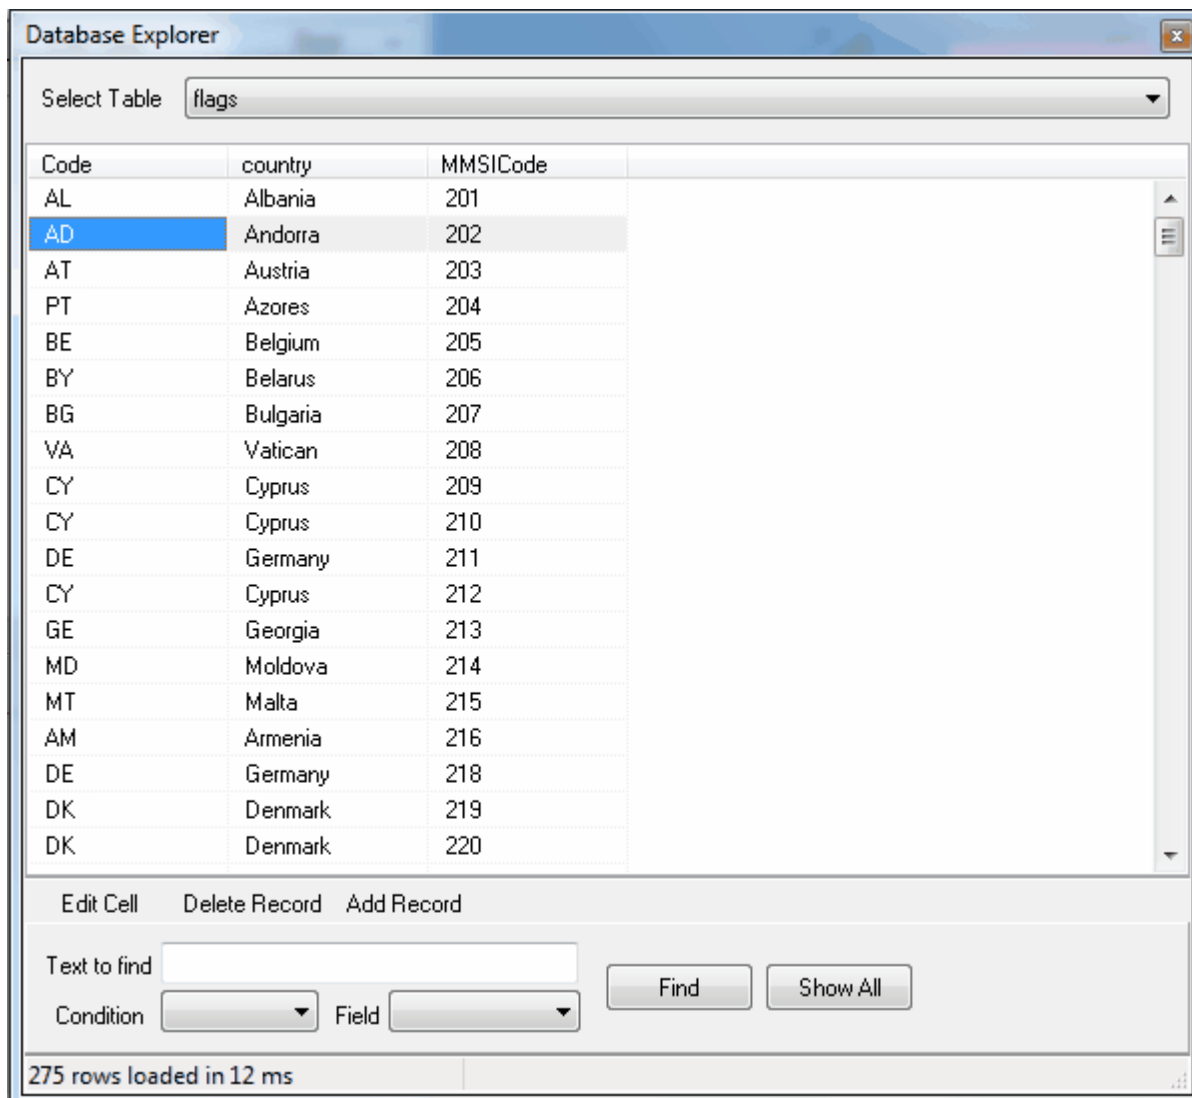 Database Explorer
Select Table flags
Code country MMSICode
AL Albania 201
AD Andorra 202
AT Austria 203
PT Azores 204
BE Belgium 205
BY Belarus 206
BG Bulgaria 207
VA Vatican 208
CY Cyprus 209
CY Cyprus 210
DE Germany 211
CY Cyprus 212
GE Georgia 213
MD Moldova 214
MT Malta 215
AM Armenia 216
DE Germany 218
DK Denmark 219
DK Denmark 220
Edit Cell Delete Record Add Record
Text to find
Find Show All
Condition Field
275 rows loaded in 12 ms